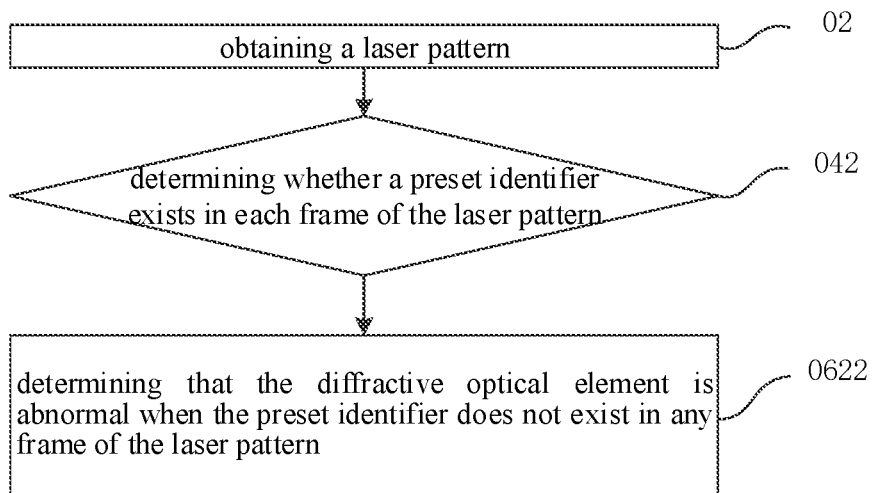 obtaining a laser pattern
02
determining whether a preset identifier
exists in each frame of the laser pattern
042
determining that the diffractive optical element is
abnormal when the preset identifier does not exist in any
frame of the laser pattern
0622